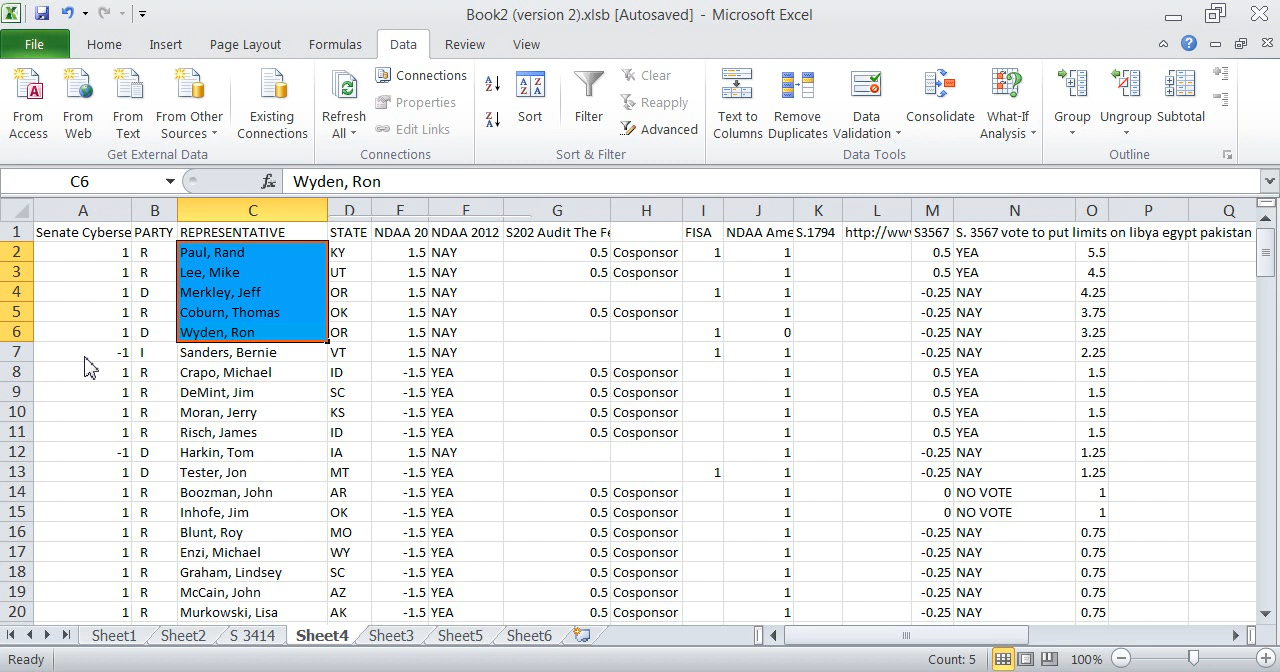 Book2 (version 2).xlsb [Autosaved] - Microsoft Excel
File Home Insert Page Layout Formulas Data Review View
From Access From Web From Text From Other Sources Existing Connections Refresh All Connections Properties Edit Links Sort Filter Clear Reapply Advanced Text to Columns Remove Duplicates Data Validation Consolidate What-If Analysis Group Ungroup Subtotal
Get External Data Connections Sort & Filter Data Tools Outline
C6 fx Wyden, Ron
A B C D E F G H I J K L M N O P Q
1 Senate Cyberse PARTY REPRESENTATIVE STATE NDAA 20 NDAA 2012 S202 Audit The Fe FISA NDAA Ame S.1794 http://www S3567 S. 3567 vote to put limits on libya egypt pakistan
2 1 R Paul, Rand KY 1.5 NAY 0.5 Cosponsor 1 1 0.5 YEA 5.5
3 1 R Lee, Mike UT 1.5 NAY 0.5 Cosponsor 1 0.5 YEA 4.5
4 1 D Merkley, Jeff OR 1.5 NAY 1 1 -0.25 NAY 4.25
5 1 R Coburn, Thomas OK 1.5 NAY 0.5 Cosponsor 1 -0.25 NAY 3.75
6 1 D Wyden, Ron OR 1.5 NAY 1 0 -0.25 NAY 3.25
7 -1 I Sanders, Bernie VT 1.5 NAY 1 1 -0.25 NAY 2.25
8 1 R Crapo, Michael ID -1.5 YEA 0.5 Cosponsor 1 0.5 YEA 1.5
9 1 R DeMint, Jim SC -1.5 YEA 0.5 Cosponsor 1 0.5 YEA 1.5
10 1 R Moran, Jerry KS -1.5 YEA 0.5 Cosponsor 1 0.5 YEA 1.5
11 1 R Risch, James ID -1.5 YEA 0.5 Cosponsor 1 0.5 YEA 1.5
12 -1 D Harkin, Tom IA 1.5 NAY 1 -0.25 NAY 1.25
13 1 D Tester, Jon MT -1.5 YEA 1 1 -0.25 NAY 1.25
14 1 R Boozman, John AR -1.5 YEA 0.5 Cosponsor 1 0 NO VOTE 1
15 1 R Inhofe, Jim OK -1.5 YEA 0.5 Cosponsor 1 0 NO VOTE 1
16 1 R Blunt, Roy MO -1.5 YEA 0.5 Cosponsor 1 -0.25 NAY 0.75
17 1 R Enzi, Michael WY -1.5 YEA 0.5 Cosponsor 1 -0.25 NAY 0.75
18 1 R Graham, Lindsey SC -1.5 YEA 0.5 Cosponsor 1 -0.25 NAY 0.75
19 1 R McCain, John AZ -1.5 YEA 0.5 Cosponsor 1 -0.25 NAY 0.75
20 1 R Murkowski, Lisa AK -1.5 YEA 0.5 Cosponsor 1 -0.25 NAY 0.75
Sheet1 Sheet2 S 3414 Sheet4 Sheet3 Sheet5 Sheet6
Ready Count: 5 100%